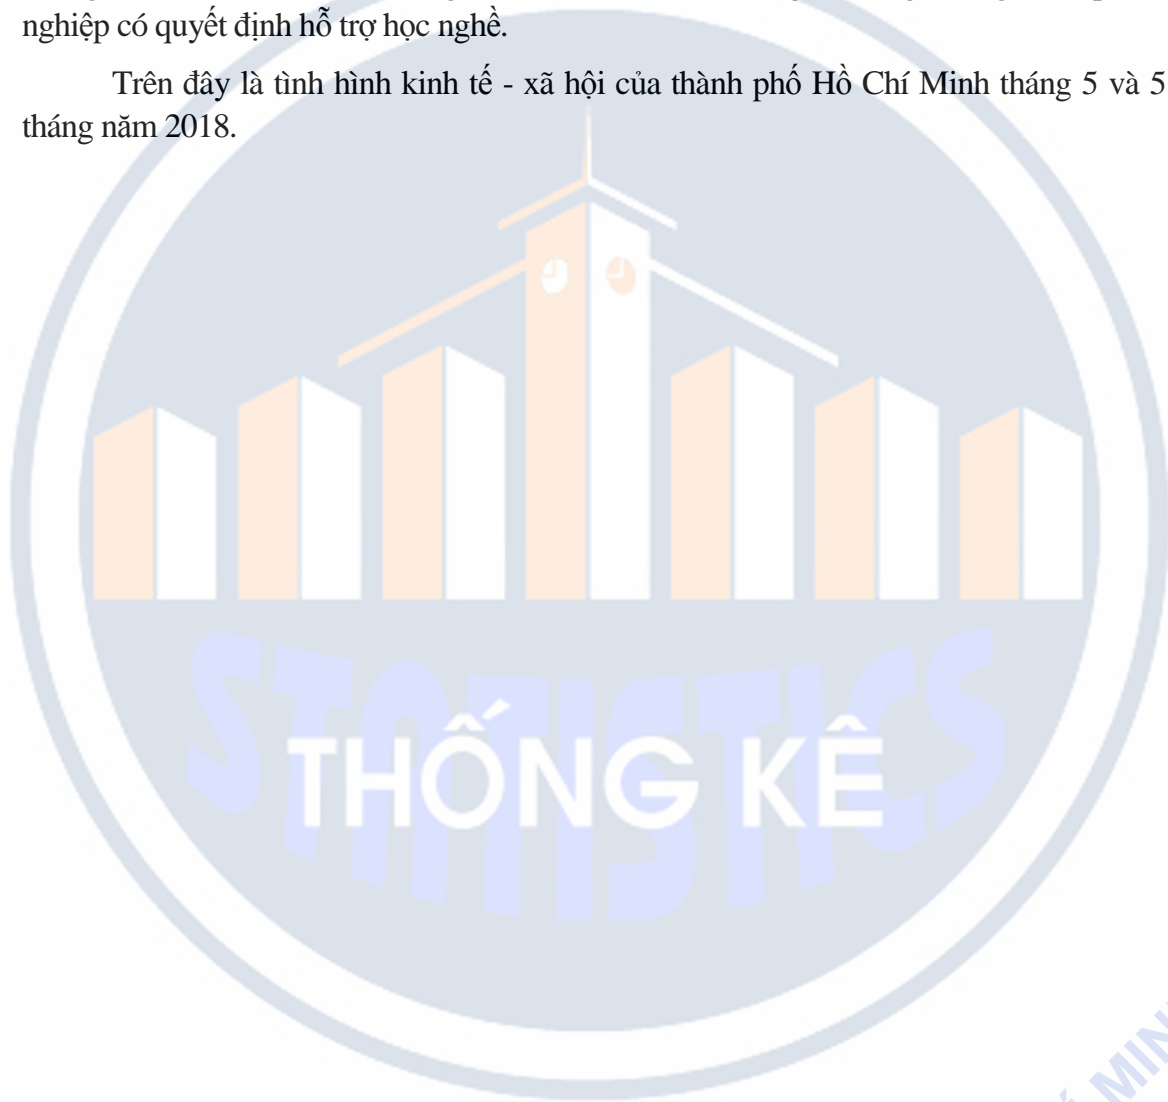 nghiệp có quyết định hỗ trợ học nghề.
Trên đây là tình hình kinh tế - xã hội của thành phố Hồ Chí Minh tháng 5 và 5
tháng năm 2018.
STATISTICS
THỐNG KÊ